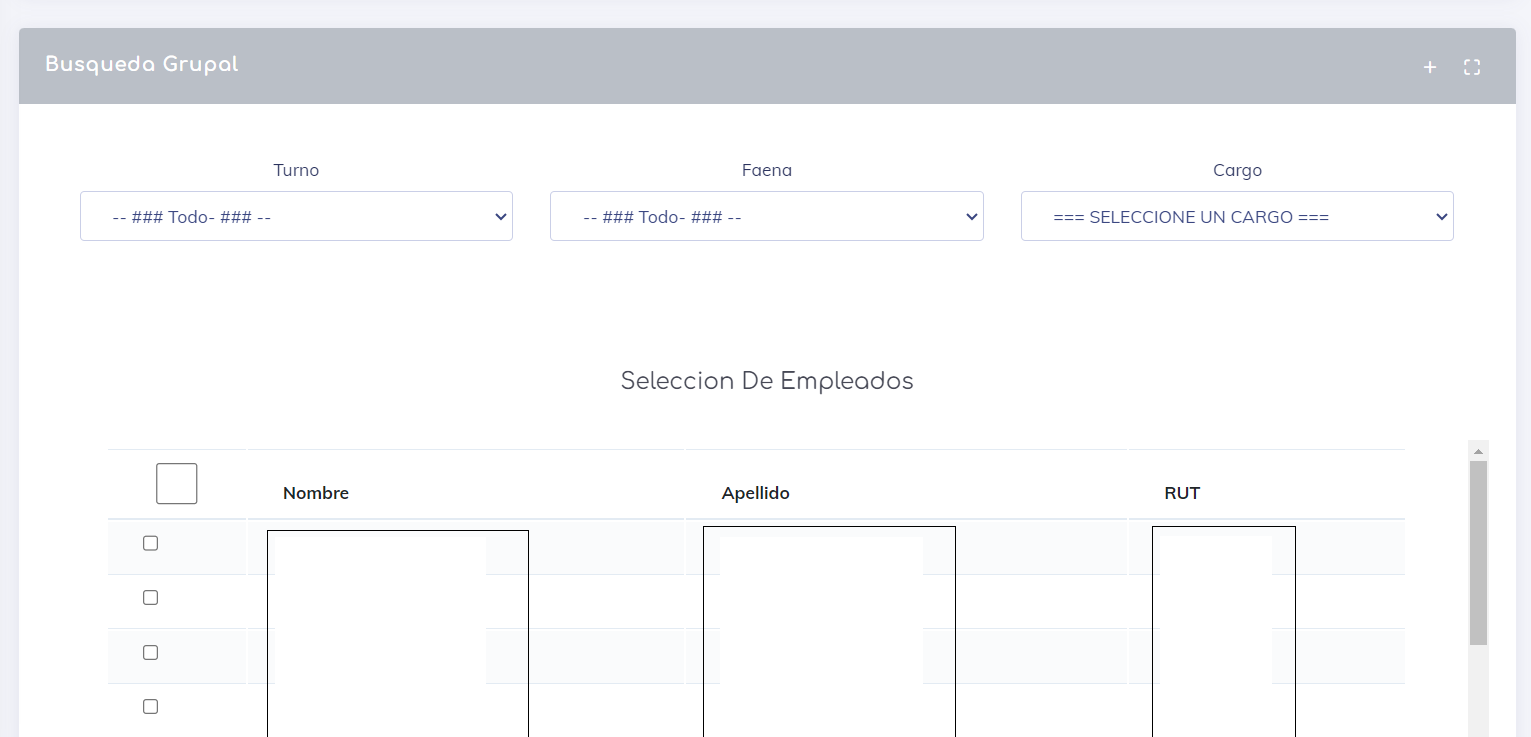 Busqueda Grupal
Turno
Faena
Cargo
-- ### Todo- ### --
-- ### Todo- ### --
=== SELECCIONE UN CARGO ===
Seleccion De Empleados
Nombre
Apellido
RUT